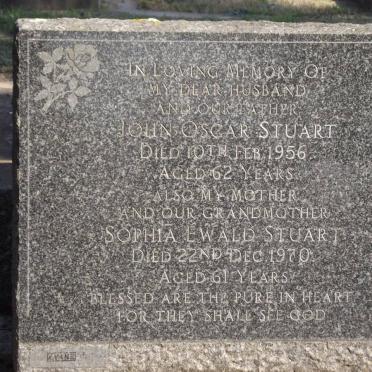 IN LOVING MEMORY OF
MY DEAR HUSBAND
AND OUR FATHER
JOHN OSCAR STUART
DIED 10TH FEB 1956
AGED 62 YEARS
ALSO MY MOTHER
AND OUR GRANDMOTHER
SOPHIA EWALD STUART
DIED 22ND DEC 1970
AGED 61 YEARS
BLESSED ARE THE PURE IN HEART
FOR THEY SHALL SEE GOD